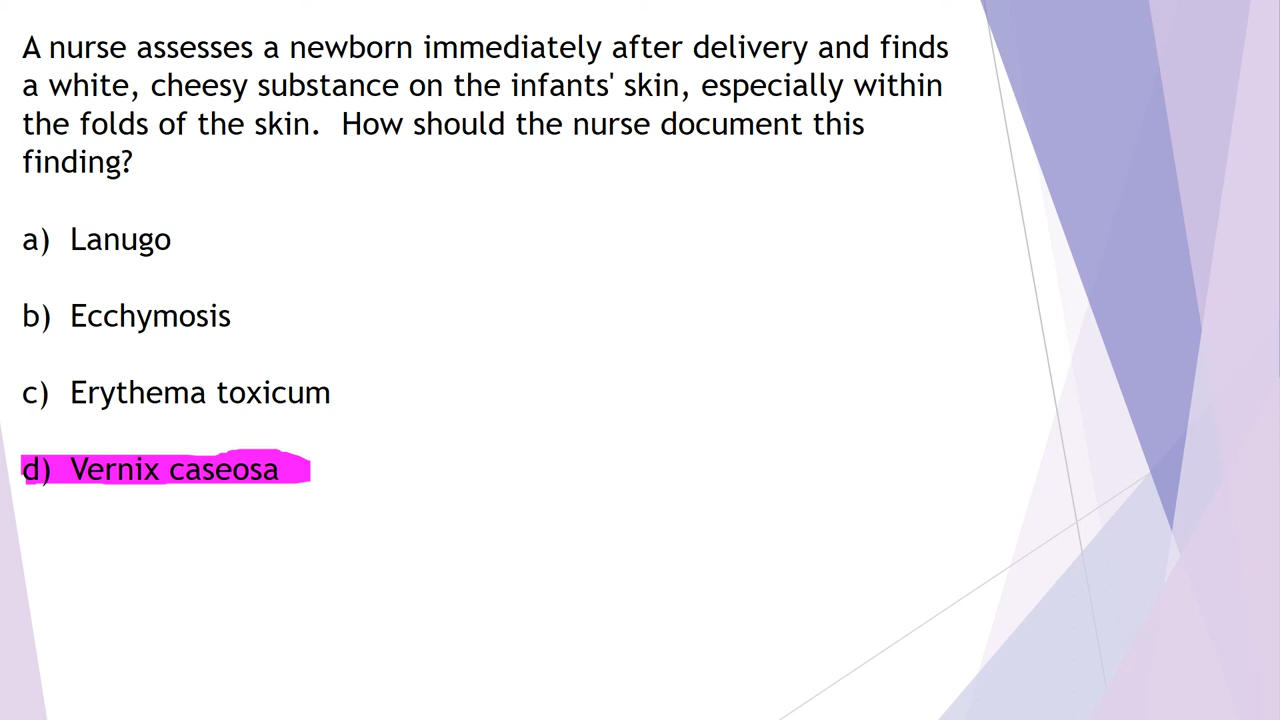 A nurse assesses a newborn immediately after delivery and finds
a white, cheesy substance on the infants' skin, especially within
the folds of the skin.  How should the nurse document this
finding?
a)  Lanugo
b)  Ecchymosis
c)  Erythema toxicum
d)  Vernix caseosa